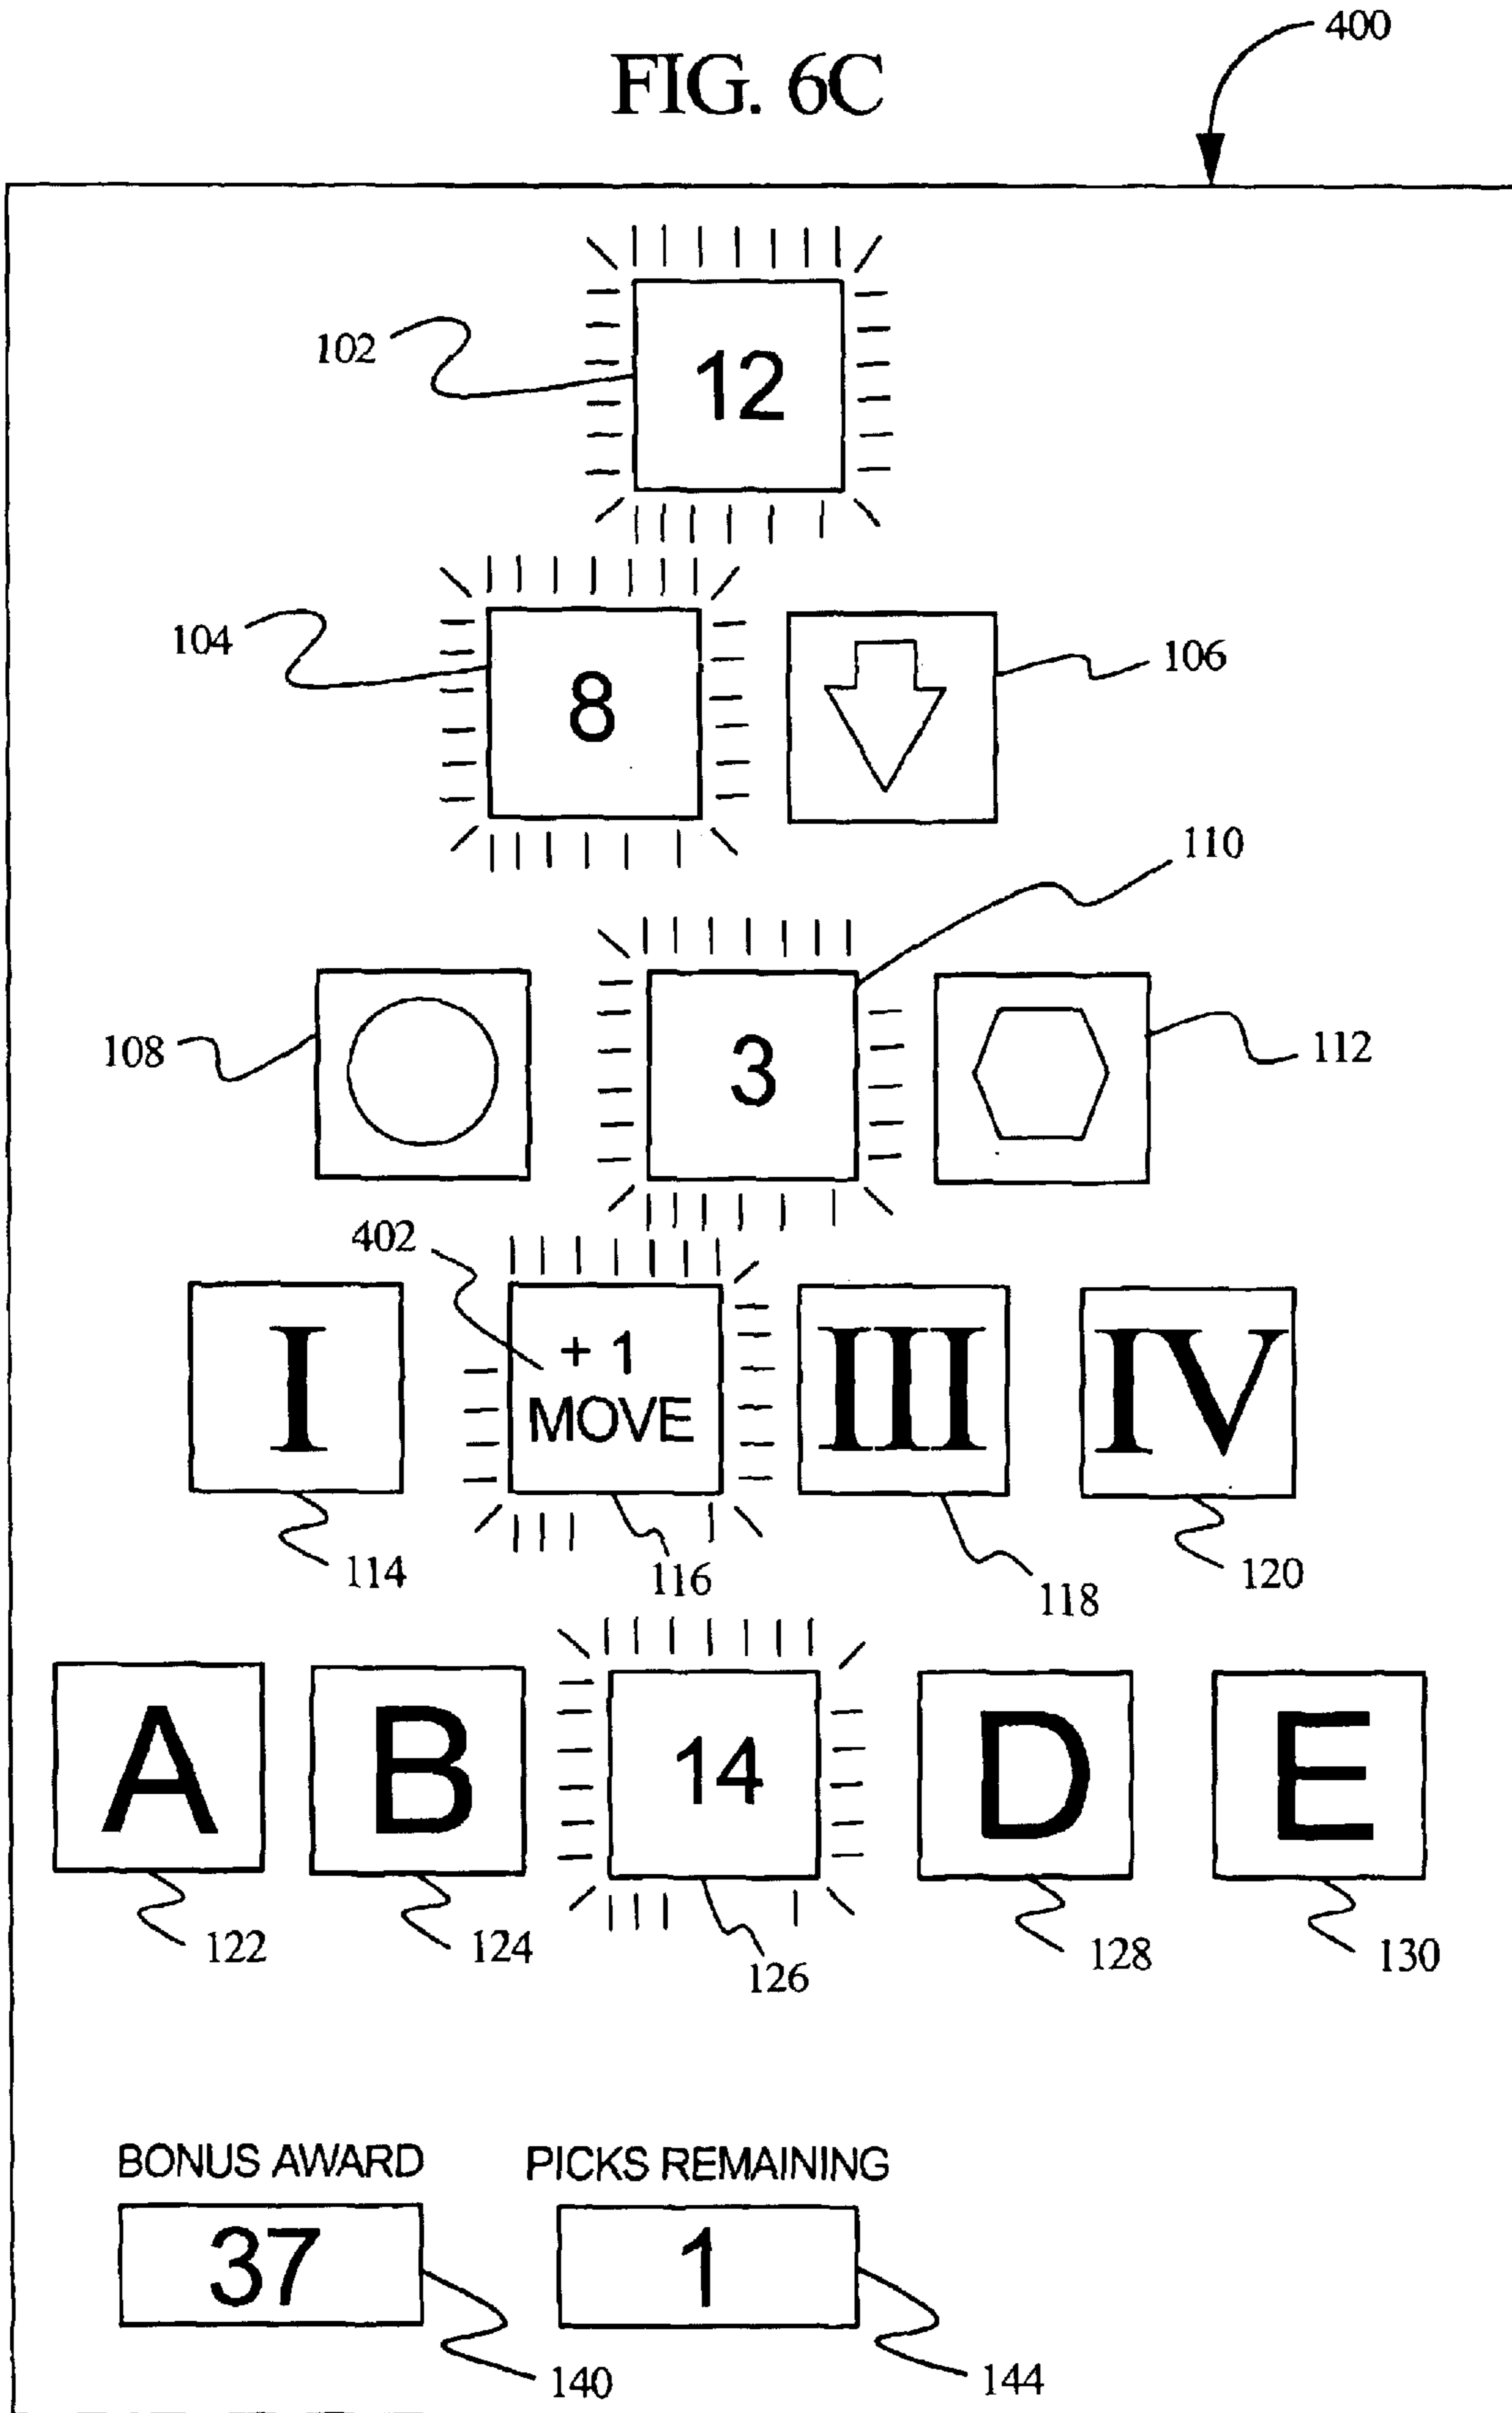 400
FIG. 6C
102
12
104
8
106
110
108
3
112
402
I
+ 1
MOVE
III
IV
114
116
118
120
A
B
14
D
E
122
124
126
128
130
BONUS AWARD
PICKS REMAINING
37
1
140
144